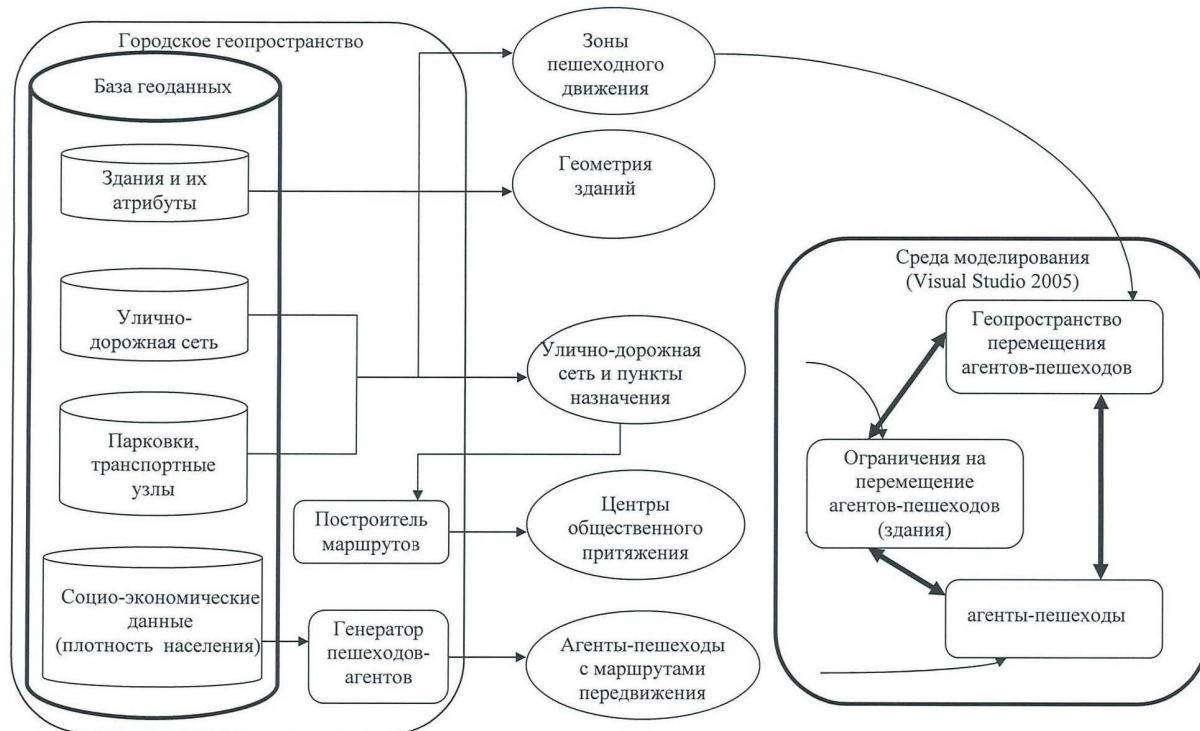 Городское геопространство
База геоданных
Здания и их
атрибуты
Улично-
дорожная сеть
Парковки,
транспортные
узлы
Социо-экономические
данные
(плотность населения)
Построитель
маршрутов
Генератор
пешеходов-
агентов
Зоны
пешеходного
движения
Геометрия
зданий
Улично-дорожная
сеть и пункты
назначения
Центры
общественного
притяжения
Агенты-пешеходы
с маршрутами
передвижения
Среда моделирования
(Visual Studio 2005)
Геопространство
перемещения
агентов-пешеходов
Ограничения на
перемещение
агентов-пешеходов
(здания)
агенты-пешеходы